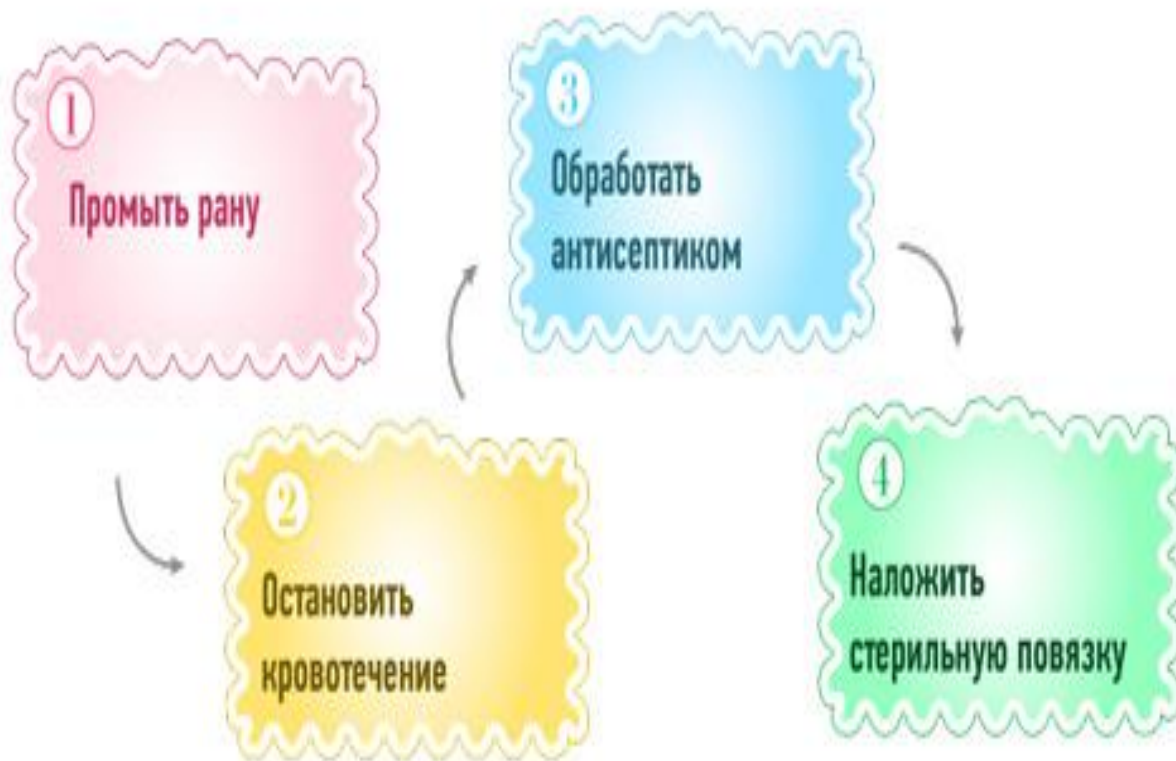 1
Промыть рану
2
Остановить
кровотечение
3
Обработать
антисептиком
4
Наложить
стерильную повязку